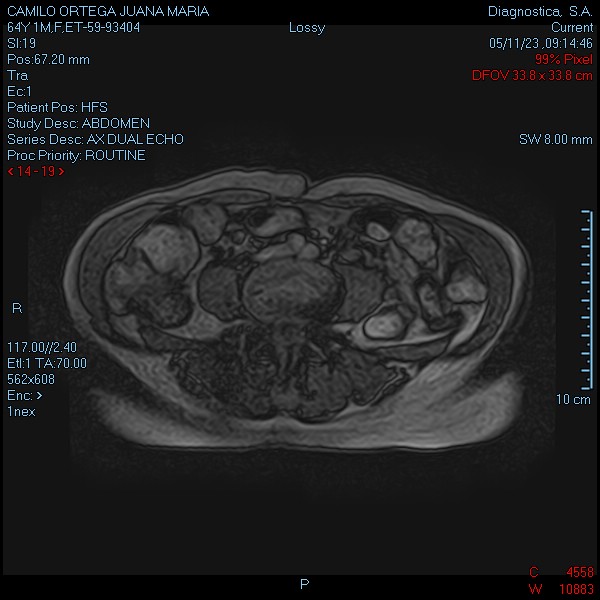 CAMILO ORTEGA JUANA MARIA
64Y 1M,F,ET-59-93404
SI:19
Pos:67.20 mm
Tra
Ec:1
Patient Pos: HFS
Study Desc: ABDOMEN
Series Desc: AX DUAL ECHO
Proc Priority: ROUTINE
< 14 - 19 >
Lossy
Diagnostica, S.A.
Current
05/11/23 ,09:14:46
99% Pixel
DFOV 33.8 x 33.8 cm
SW 8.00 mm
R
117.00//2.40
Etl:1 TA:70.00
562x608
Enc: >
1nex
10 cm
P
C 4558
W 10883